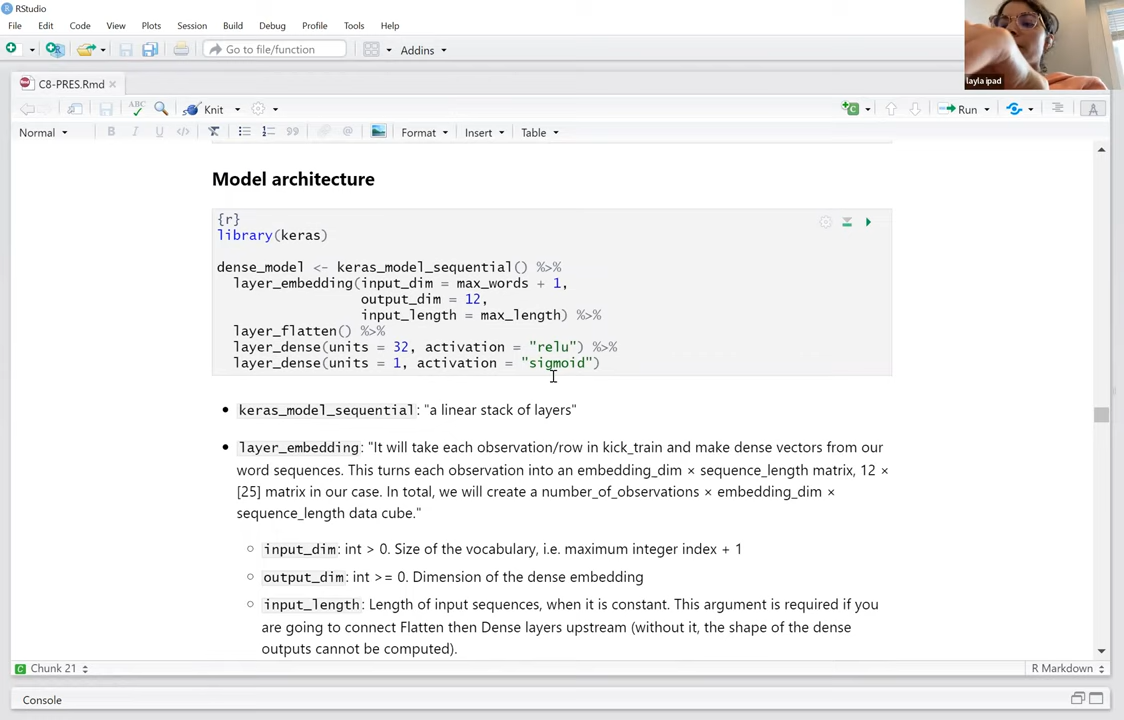 RStudio
File Edit Code View Plots Session Build Debug Profile Tools Help
Go to file/function Addins
layla ipad
C8-PRES.Rmd
ABC Knit Run
Normal B I U </> Format Insert Table A
Model architecture
{r}
library(keras)
dense_model <- keras_model_sequential() %>%
layer_embedding(input_dim = max_words + 1,
output_dim = 12,
input_length = max_length) %>%
layer_flatten() %>%
layer_dense(units = 32, activation = "relu") %>%
layer_dense(units = 1, activation = "sigmoid")
keras_model_sequential: "a linear stack of layers"
layer_embedding: "It will take each observation/row in kick_train and make dense vectors from our
word sequences. This turns each observation into an embedding_dim × sequence_length matrix, 12 ×
[25] matrix in our case. In total, we will create a number_of_observations × embedding_dim ×
sequence_length data cube."
input_dim: int > 0. Size of the vocabulary, i.e. maximum integer index + 1
output_dim: int >= 0. Dimension of the dense embedding
input_length: Length of input sequences, when it is constant. This argument is required if you
are going to connect Flatten then Dense layers upstream (without it, the shape of the dense
outputs cannot be computed).
Chunk 21 R Markdown
Console